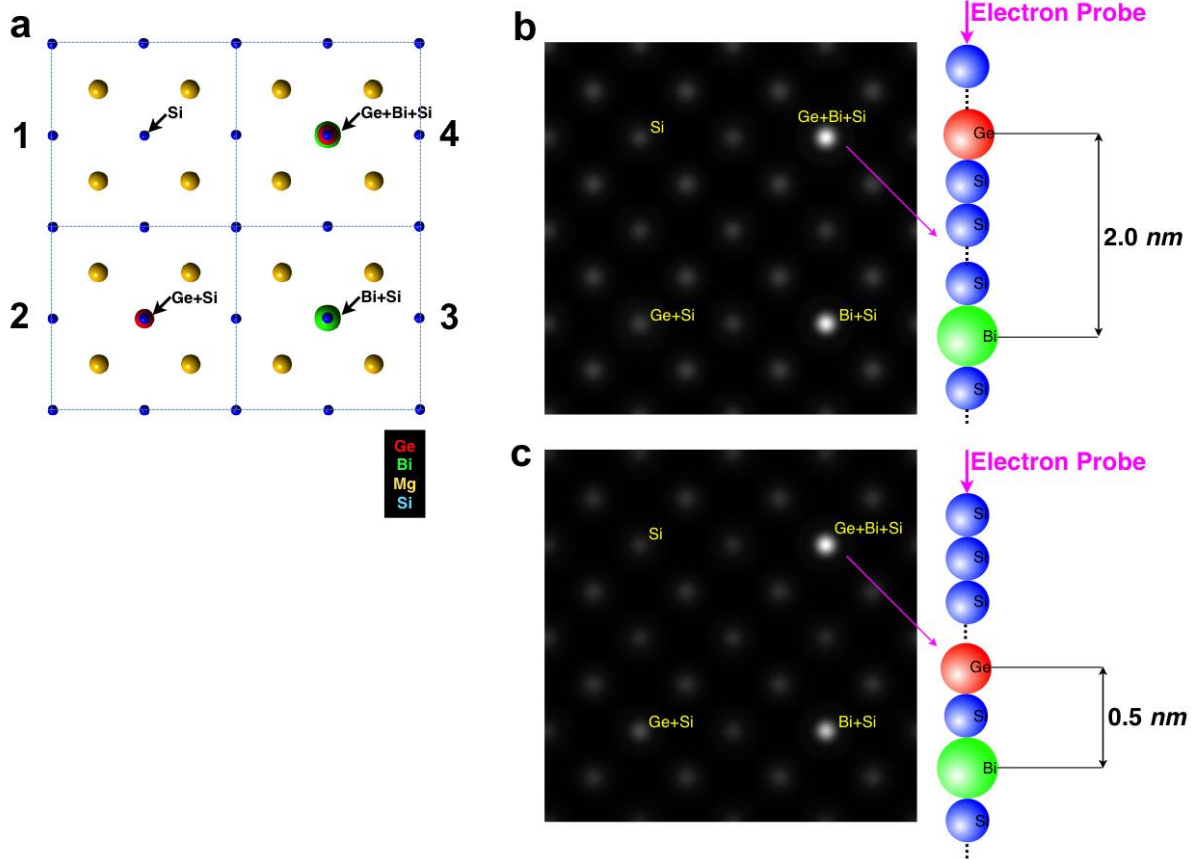 a
Si
Ge+Bi+Si
1
4
Ge+Si
Bi+Si
2
3
Ge
Bi
Mg
Si
b
Electron Probe
Si
Ge+Bi+Si
Ge+Si
Bi+Si
Ge
Si
Si
Si
Bi
Si
2.0 nm
c
Electron Probe
Si
Ge+Bi+Si
Ge+Si
Bi+Si
Si
Si
Si
Ge
Si
Bi
Si
0.5 nm